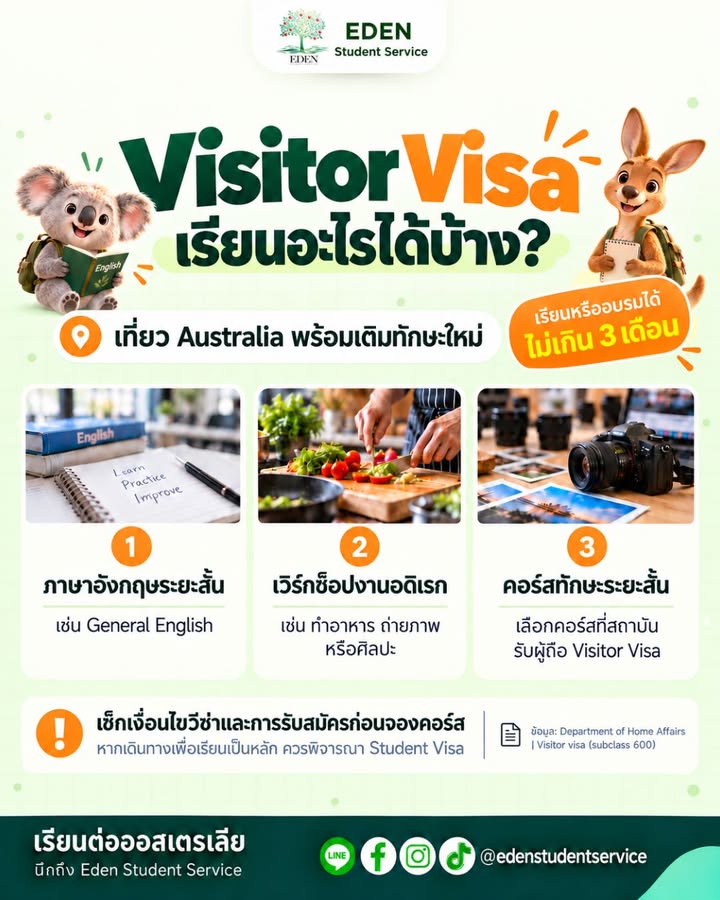 EDEN
EDEN
Student Service
Visitor Visa
เรียนอะไรได้บ้าง?
English
เที่ยว Australia พร้อมเติมทักษะใหม่
เรียนหรืออบรมได้
ไม่เกิน 3 เดือน
English
Learn
Practice
Improve
1
ภาษาอังกฤษระยะสั้น
เช่น General English
2
เวิร์กช็อปงานอดิเรก
เช่น ทำอาหาร ถ่ายภาพ
หรือศิลปะ
3
คอร์สทักษะระยะสั้น
เลือกคอร์สที่สถาบัน
รับผู้ถือ Visitor Visa
!
เช็กเงื่อนไขวีซ่าและการรับสมัครก่อนจองคอร์ส
หากเดินทางเพื่อเรียนเป็นหลัก ควรพิจารณา Student Visa
ข้อมูล: Department of Home Affairs
| Visitor visa (subclass 600)
เรียนต่อออสเตรเลีย
นึกถึง Eden Student Service
LINE
@edenstudentservice